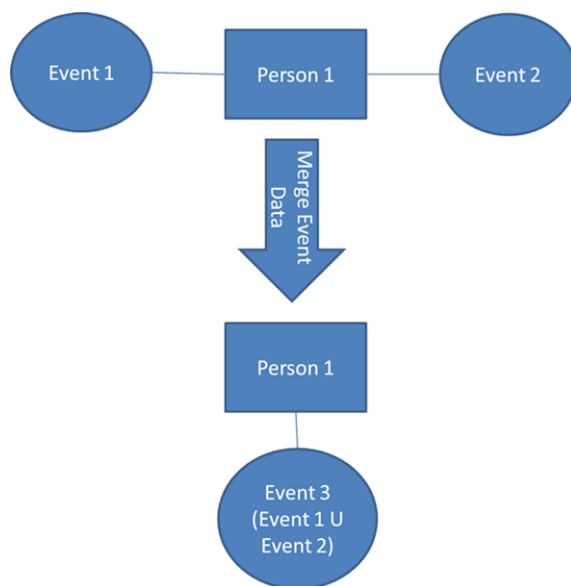 Event 1
Person 1
Event 2
Merge Event
Data
Person 1
Event 3
(Event 1 U
Event 2)